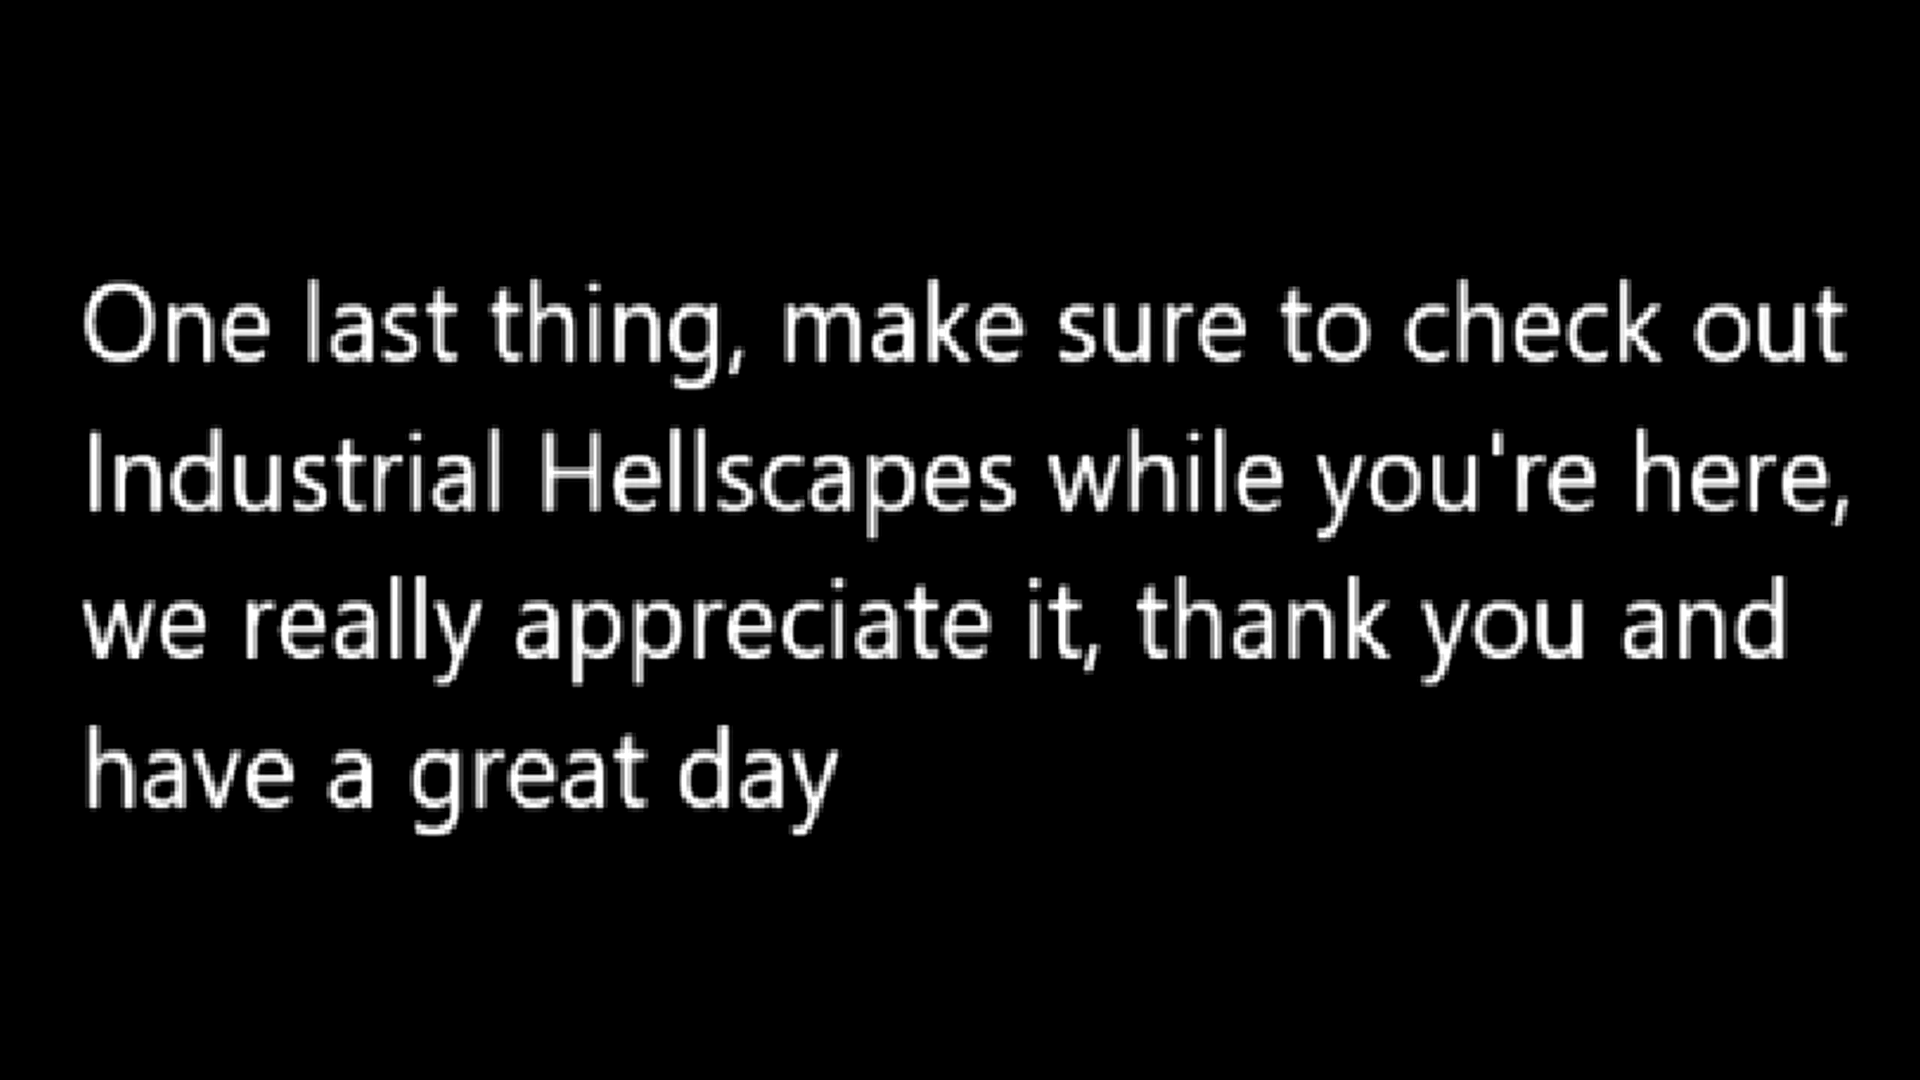 One last thing, make sure to check out
Industrial Hellscapes while you're here,
we really appreciate it, thank you and
have a great day